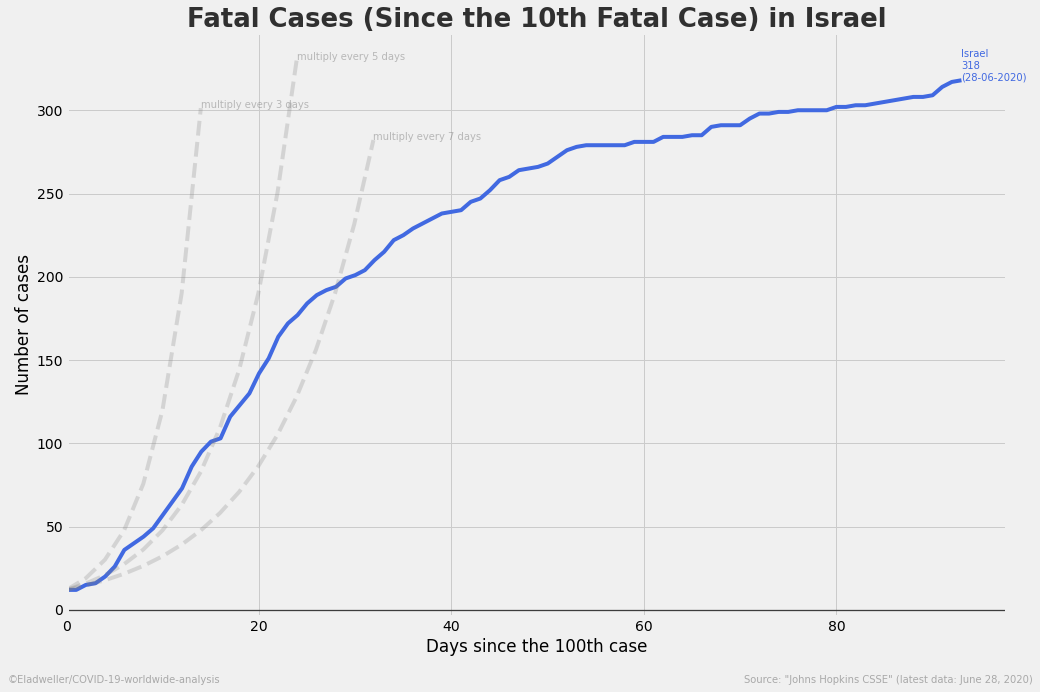 Fatal Cases (Since the 10th Fatal Case) in Israel
Israel
318
(28-06-2020)
multiply every 5 days
multiply every 3 days
multiply every 7 days
Number of cases
300
250
200
150
100
50
0
0 20 40 60 80
Days since the 100th case
©Eladweller/COVID-19-worldwide-analysis
Source: "Johns Hopkins CSSE" (latest data: June 28, 2020)